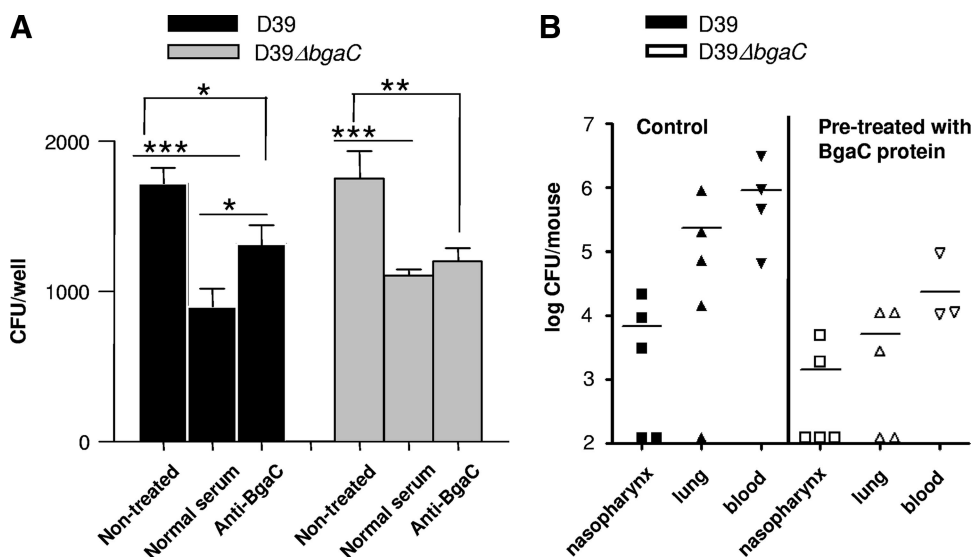 A
D39
D39ΔbgaC
*
**
***
***
*
2000
1000
0
CFU/well
Non-treated
Normal serum
Anti-BgaC
Non-treated
Normal serum
Anti-BgaC
B
D39
D39ΔbgaC
Control
Pre-treated with
BgaC protein
7
6
5
4
3
2
log CFU/mouse
nasopharynx
lung
blood
nasopharynx
lung
blood